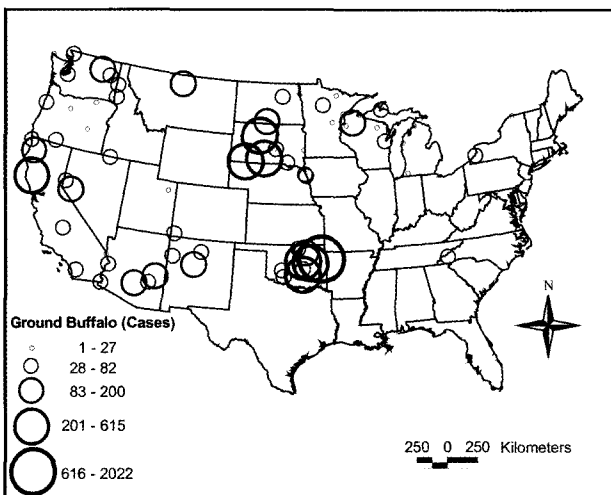 N
Ground Buffalo (Cases)
1 - 27
28 - 82
83 - 200
201 - 615
616 - 2022
250 0 250 Kilometers